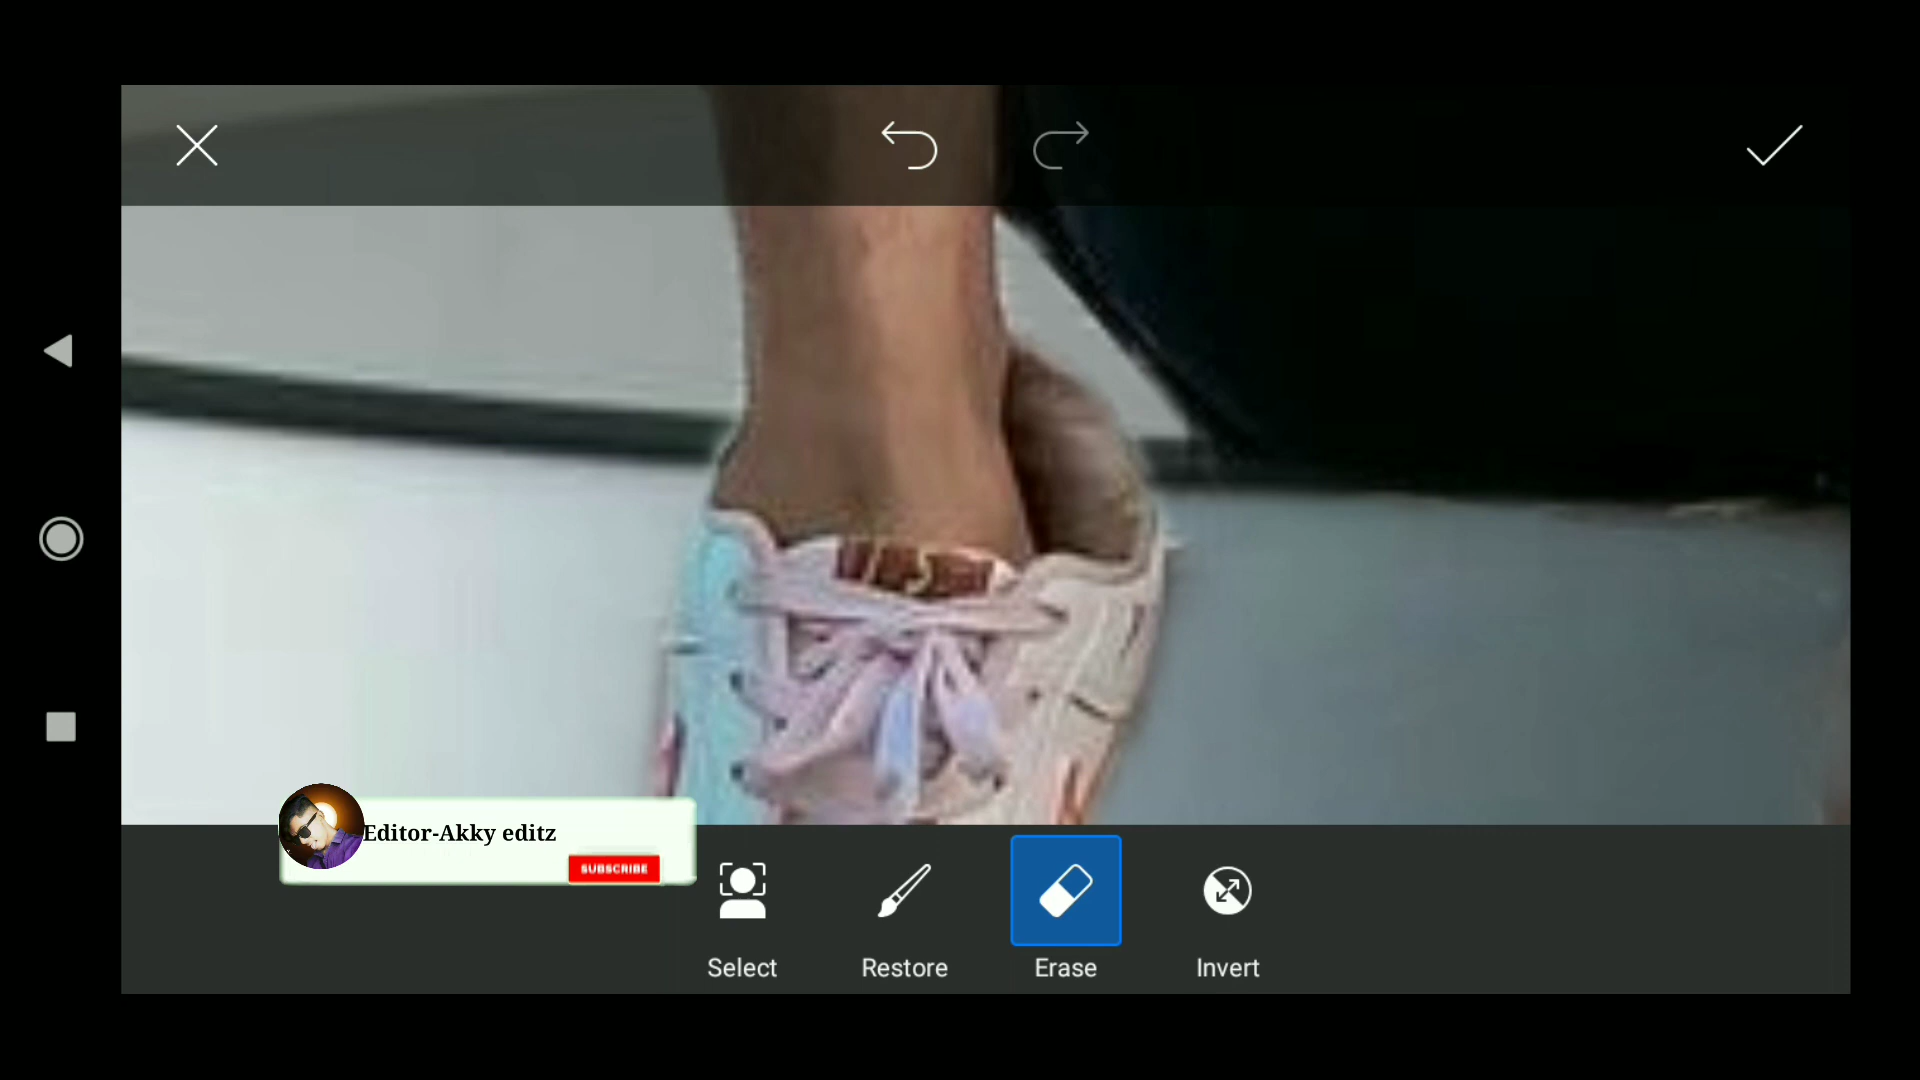 Editor-Akky editz
SUBSCRIBE
Select
Restore
Erase
Invert